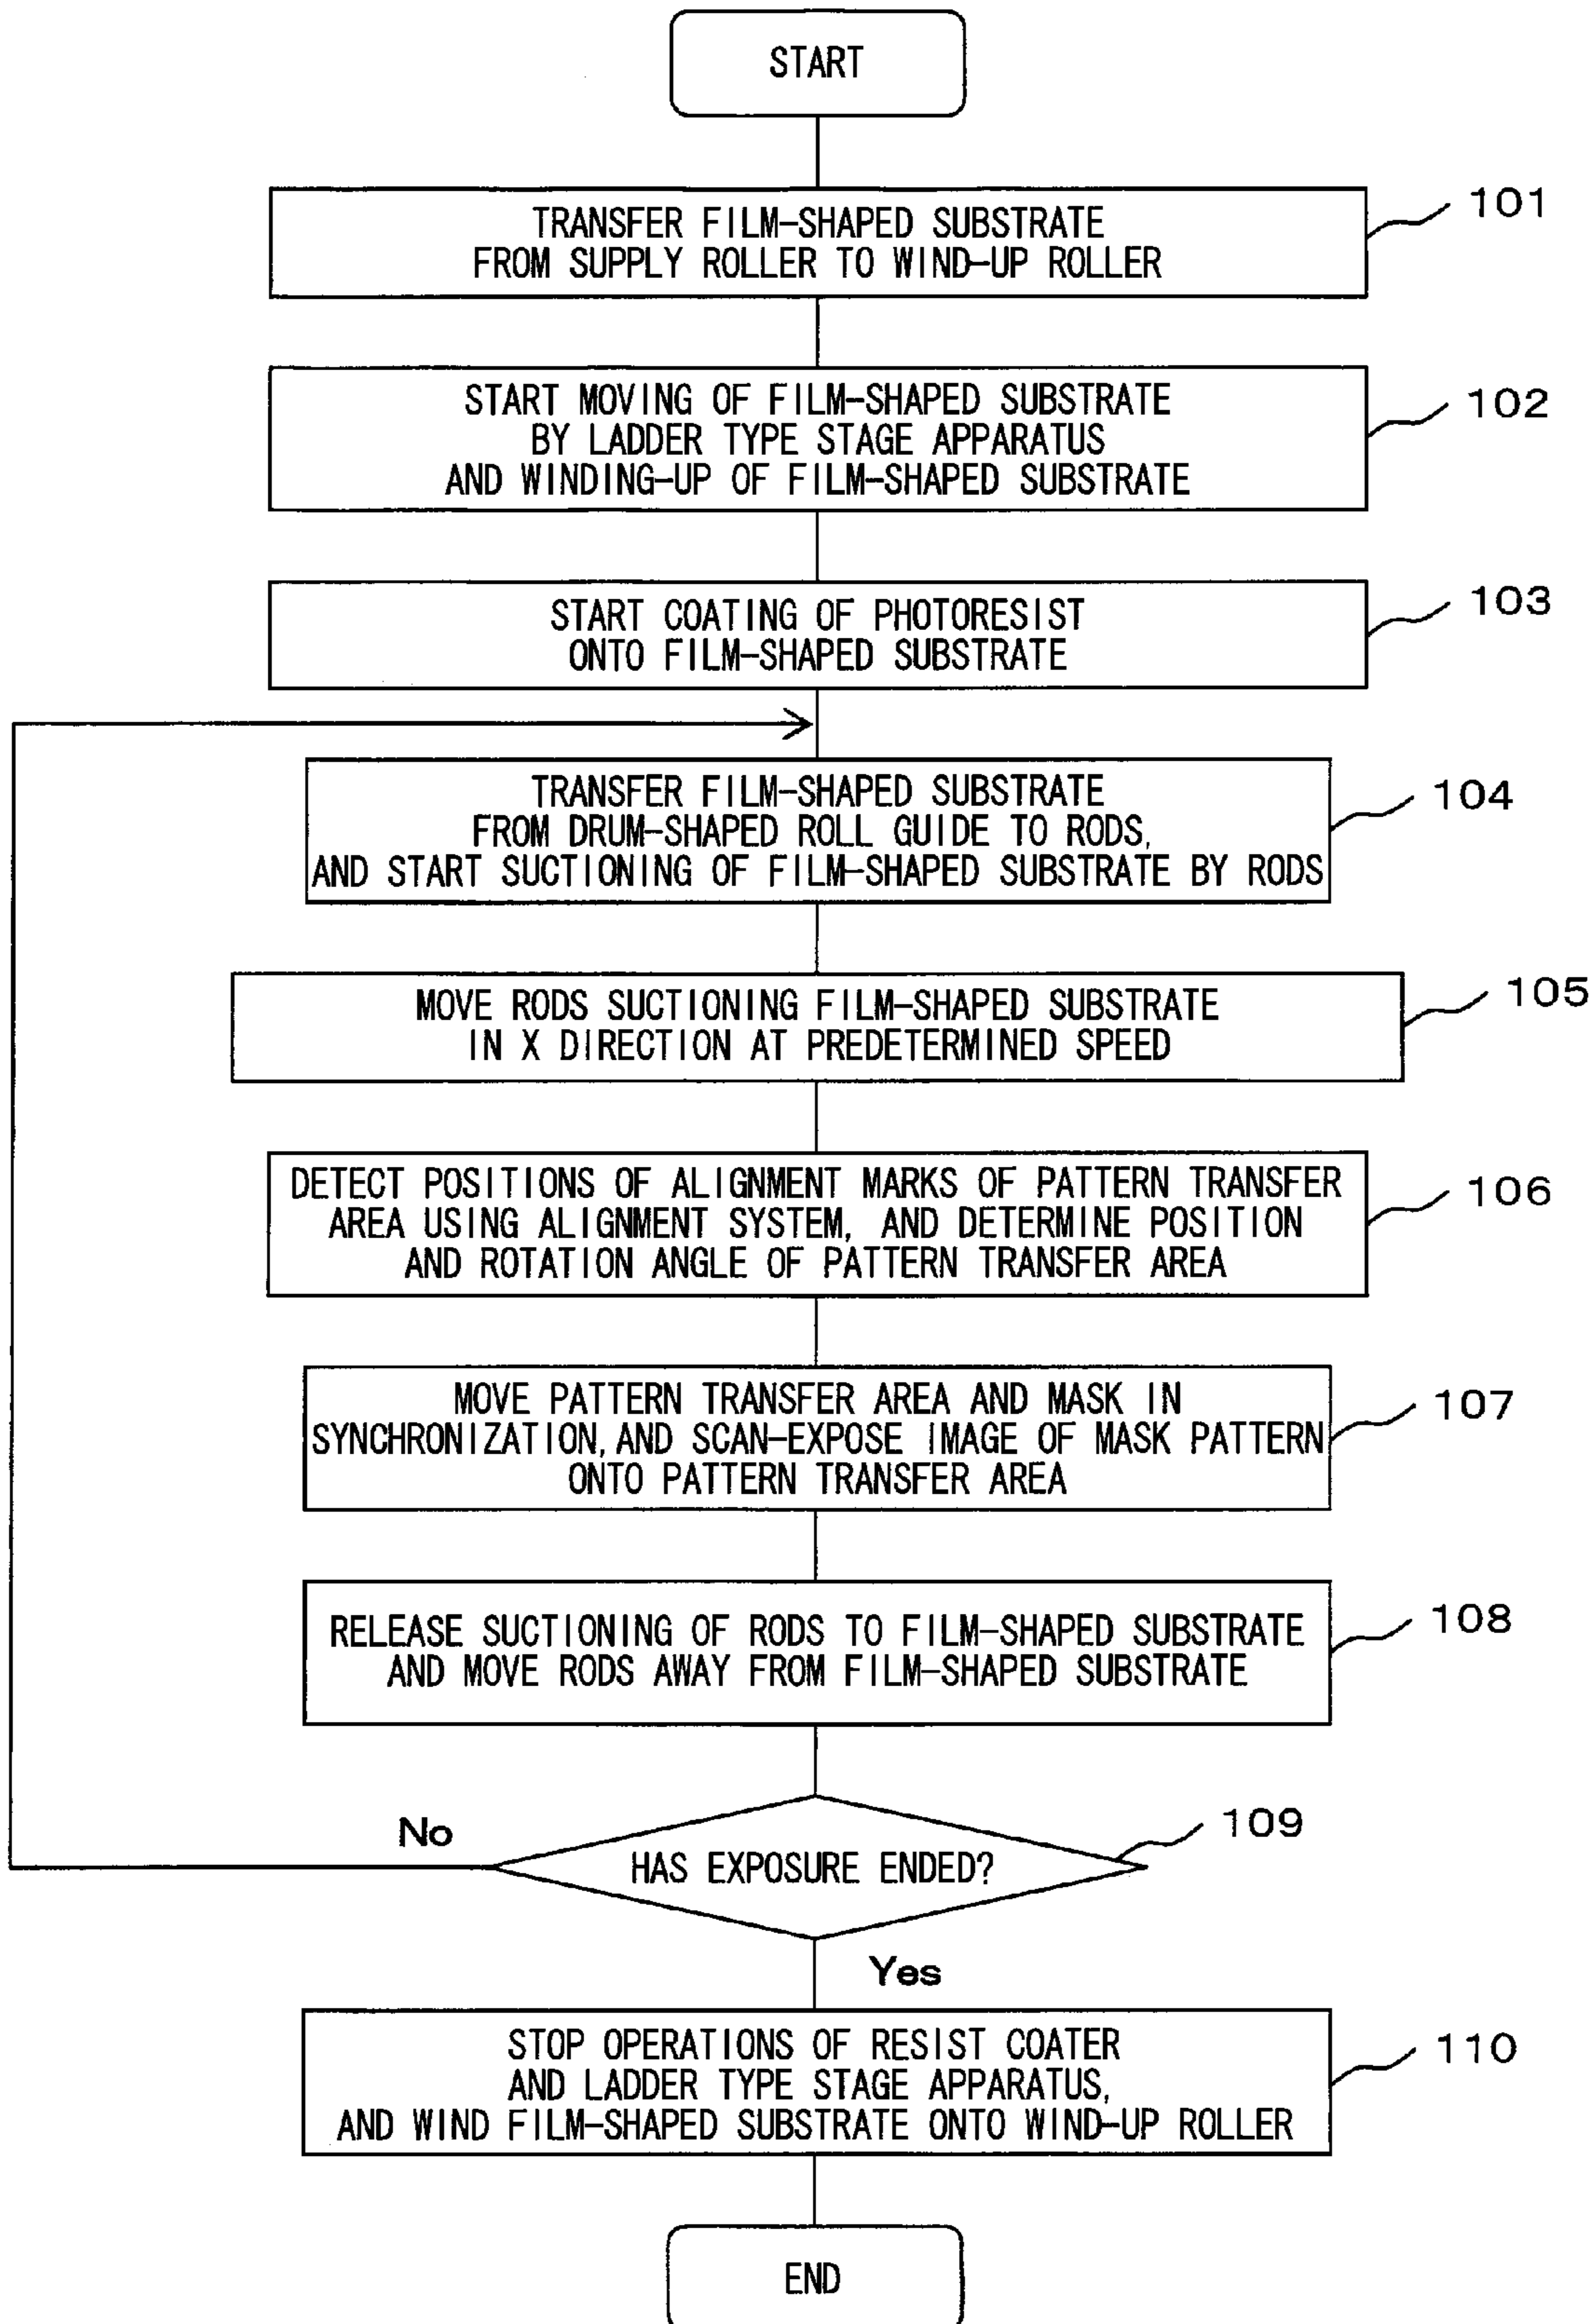 START
TRANSFER FILM-SHAPED SUBSTRATE
FROM SUPPLY ROLLER TO WIND-UP ROLLER
101
START MOVING OF FILM-SHAPED SUBSTRATE
BY LADDER TYPE STAGE APPARATUS
AND WINDING-UP OF FILM-SHAPED SUBSTRATE
102
START COATING OF PHOTORESIST
ONTO FILM-SHAPED SUBSTRATE
103
TRANSFER FILM-SHAPED SUBSTRATE
FROM DRUM-SHAPED ROLL GUIDE TO RODS,
AND START SUCTIONING OF FILM-SHAPED SUBSTRATE BY RODS
104
MOVE RODS SUCTIONING FILM-SHAPED SUBSTRATE
IN X DIRECTION AT PREDETERMINED SPEED
105
DETECT POSITIONS OF ALIGNMENT MARKS OF PATTERN TRANSFER
AREA USING ALIGNMENT SYSTEM, AND DETERMINE POSITION
AND ROTATION ANGLE OF PATTERN TRANSFER AREA
106
MOVE PATTERN TRANSFER AREA AND MASK IN
SYNCHRONIZATION, AND SCAN-EXPOSE IMAGE OF MASK PATTERN
ONTO PATTERN TRANSFER AREA
107
RELEASE SUCTIONING OF RODS TO FILM-SHAPED SUBSTRATE
AND MOVE RODS AWAY FROM FILM-SHAPED SUBSTRATE
108
No
HAS EXPOSURE ENDED?
109
Yes
STOP OPERATIONS OF RESIST COATER
AND LADDER TYPE STAGE APPARATUS,
AND WIND FILM-SHAPED SUBSTRATE ONTO WIND-UP ROLLER
110
END